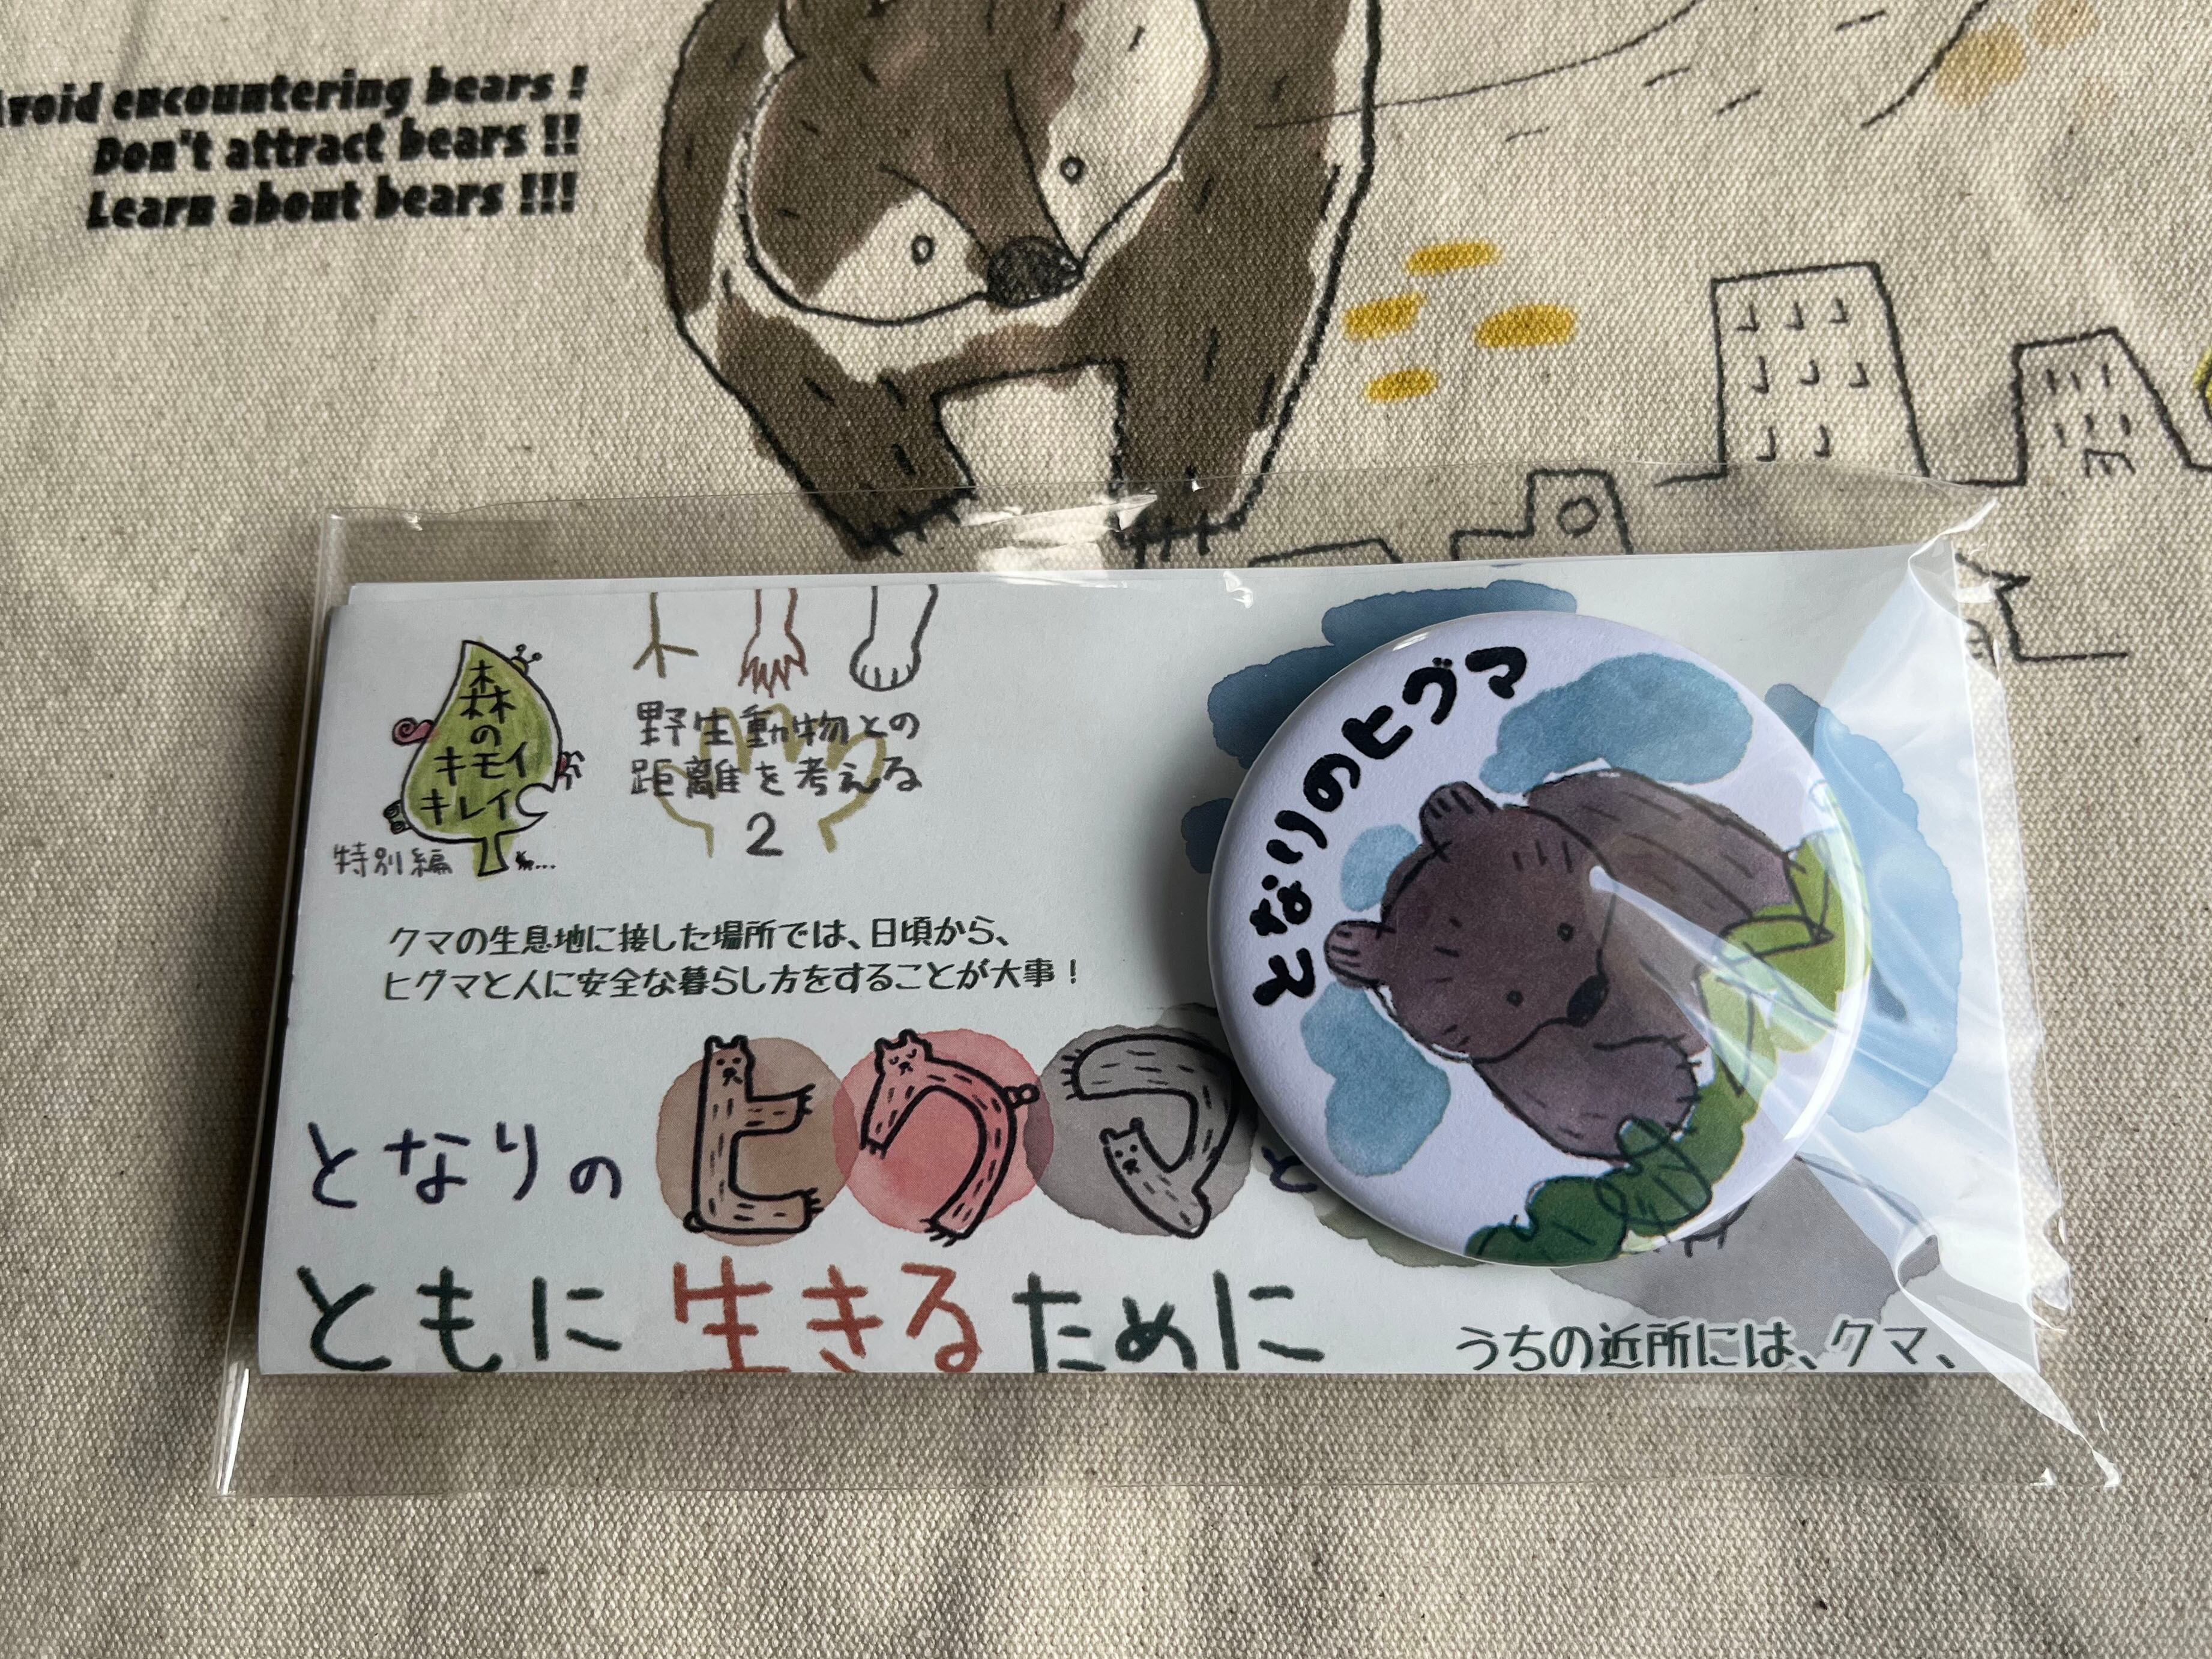 encountering bears !
Don't attract bears !!
Learn about bears !!!
森の
キモイ
キレイ
特別編
野生動物との
距離を考える
2
クマの生息地に接した場所では、日頃から、
ヒグマと人に安全な暮らし方をすることが大事！
となりのヒグマと
ともに生きるために
うちの近所には、クマ、
となりのヒグマ